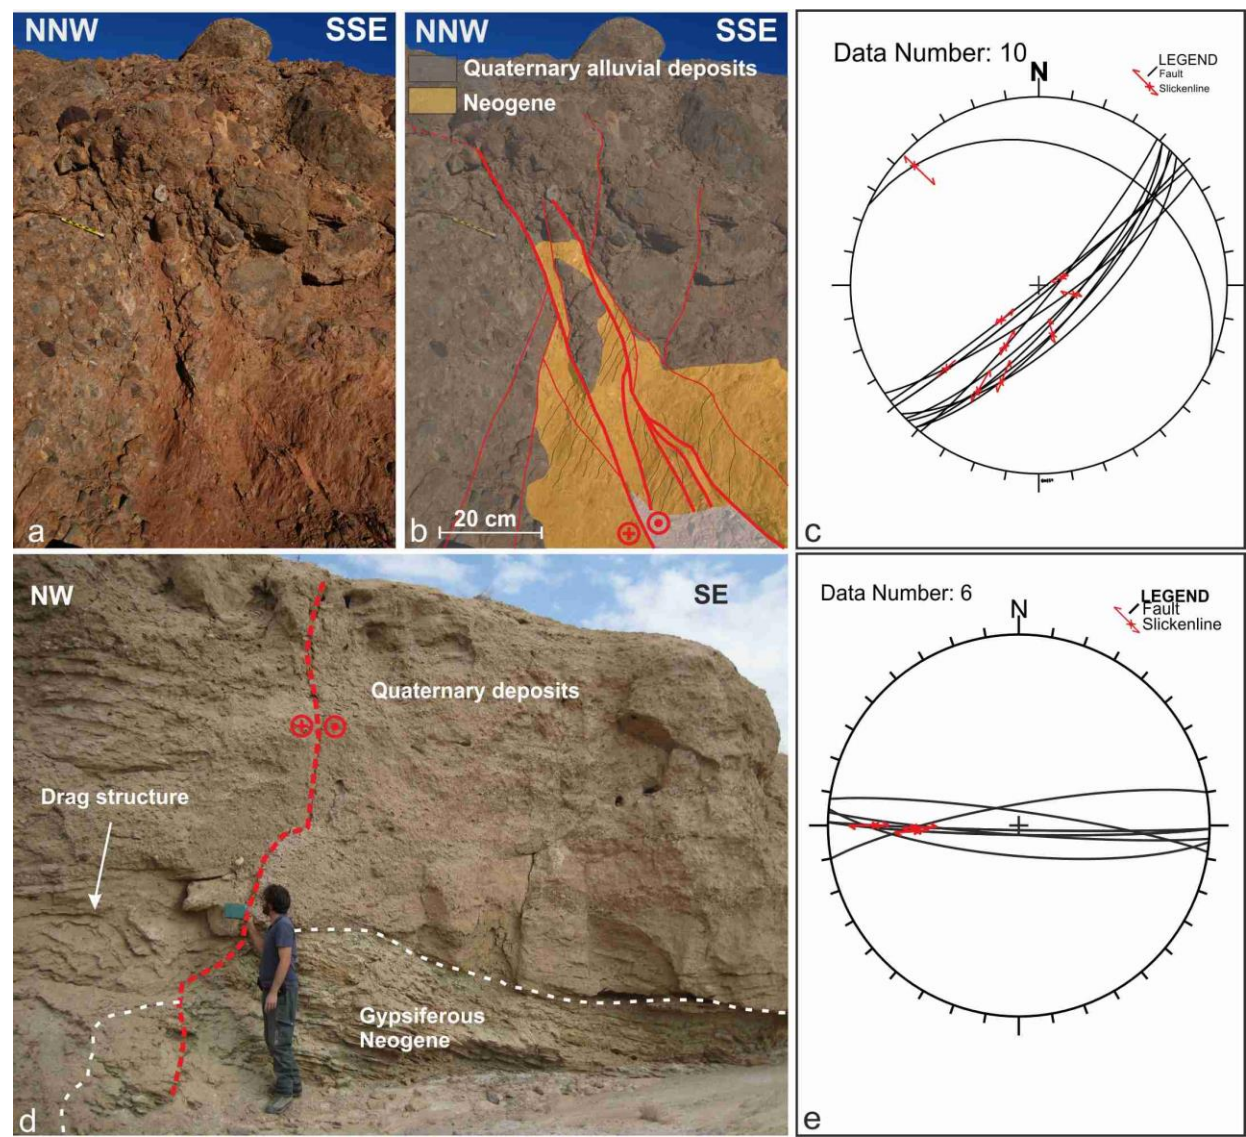 NNW SSE
a
NNW SSE
Quaternary alluvial deposits
Neogene
b
20 cm
Data Number: 10
N
LEGEND
Fault
Slickenline
c
NW SE
Quaternary deposits
Drag structure
Gypsiferous
Neogene
d
Data Number: 6
N
LEGEND
Fault
Slickenline
e